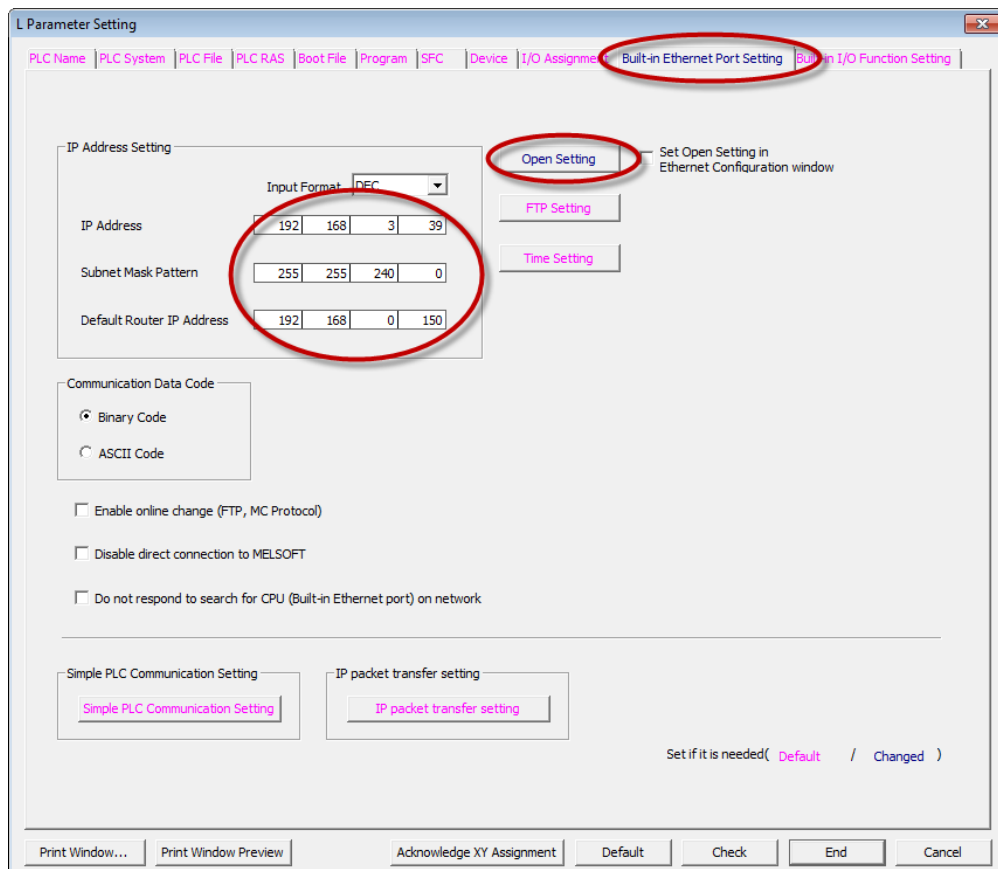 L Parameter Setting
PLC Name PLC System PLC File PLC RAS Boot File Program SFC Device I/O Assignment Built-in Ethernet Port Setting I/O Function Setting
IP Address Setting
Input Format DEC
IP Address 192 168 3 39
Subnet Mask Pattern 255 255 240 0
Default Router IP Address 192 168 0 150
Open Setting
Set Open Setting in
Ethernet Configuration window
FTP Setting
Time Setting
Communication Data Code
Binary Code
ASCII Code
Enable online change (FTP, MC Protocol)
Disable direct connection to MELSOFT
Do not respond to search for CPU (Built-in Ethernet port) on network
Simple PLC Communication Setting
Simple PLC Communication Setting
IP packet transfer setting
IP packet transfer setting
Set if it is needed( Default / Changed )
Print Window... Print Window Preview Acknowledge XY Assignment Default Check End Cancel